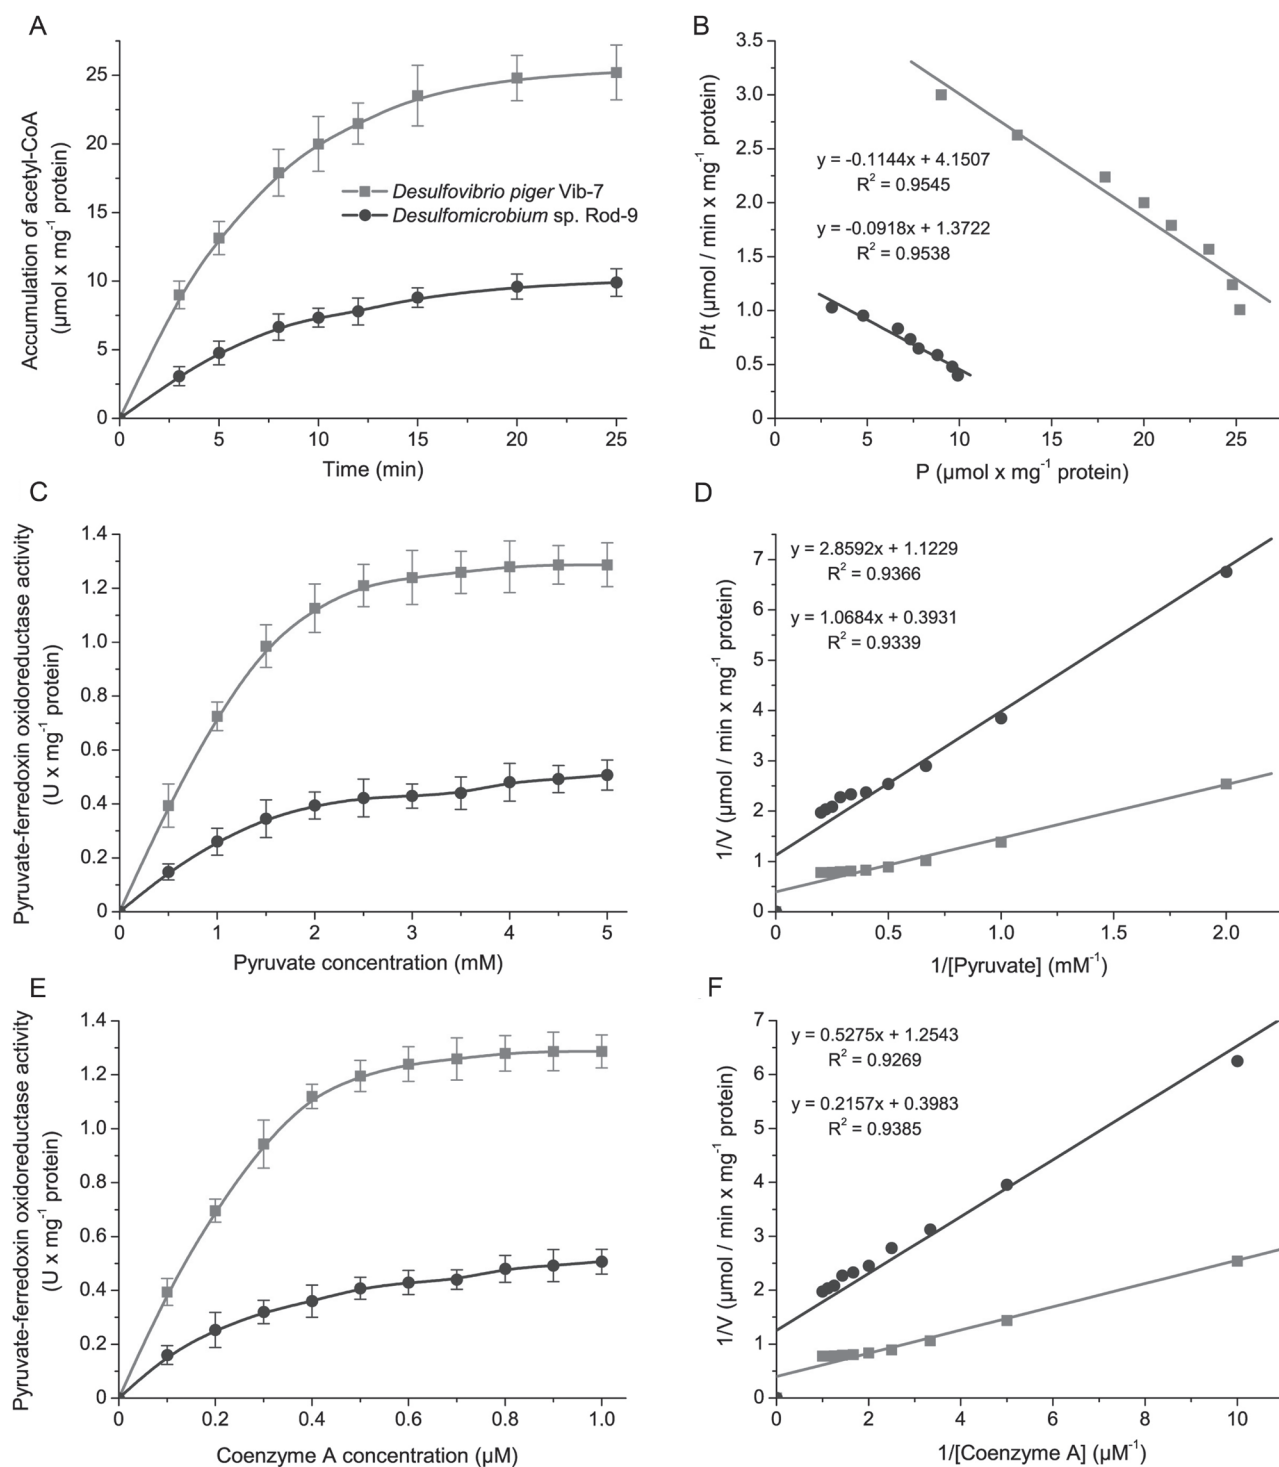 A
Accumulation of acetyl-CoA
(µmol x mg⁻¹ protein)
25
20
15
10
5
0
Desulfovibrio piger Vib-7
Desulfomicrobium sp. Rod-9
0 5 10 15 20 25
Time (min)
B
P/t (µmol / min x mg⁻¹ protein)
3.5
3.0
2.5
2.0
1.5
1.0
0.5
0
y = -0.1144x + 4.1507
R² = 0.9545
y = -0.0918x + 1.3722
R² = 0.9538
0 5 10 15 20 25
P (µmol x mg⁻¹ protein)
C
Pyruvate-ferredoxin oxidoreductase activity
(U x mg⁻¹ protein)
1.4
1.2
1.0
0.8
0.6
0.4
0.2
0
0 1 2 3 4 5
Pyruvate concentration (mM)
D
1/V (µmol / min x mg⁻¹ protein)
7
6
5
4
3
2
1
0
y = 2.8592x + 1.1229
R² = 0.9366
y = 1.0684x + 0.3931
R² = 0.9339
0 0.5 1.0 1.5 2.0
1/[Pyruvate] (mM⁻¹)
E
Pyruvate-ferredoxin oxidoreductase activity
(U x mg⁻¹ protein)
1.4
1.2
1.0
0.8
0.6
0.4
0.2
0
0 0.2 0.4 0.6 0.8 1.0
Coenzyme A concentration (µM)
F
1/V (µmol / min x mg⁻¹ protein)
7
6
5
4
3
2
1
0
y = 0.5275x + 1.2543
R² = 0.9269
y = 0.2157x + 0.3983
R² = 0.9385
0 2 4 6 8 10
1/[Coenzyme A] (µM⁻¹)